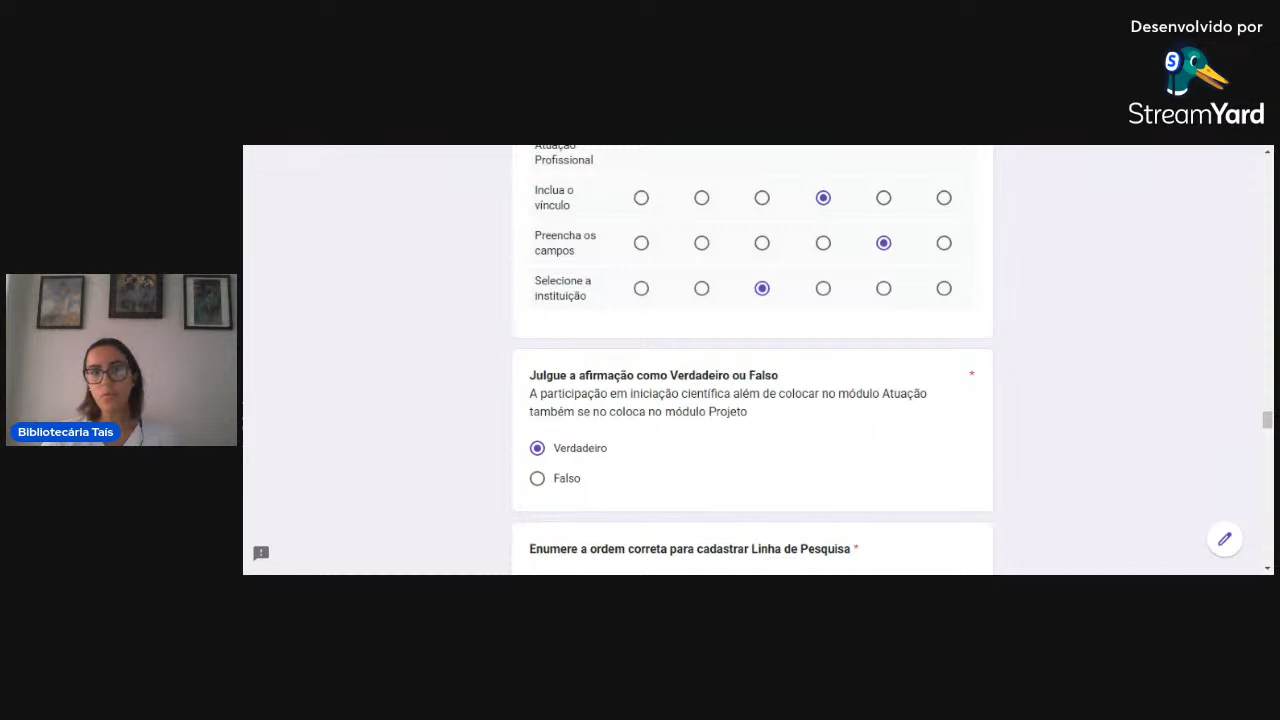 Desenvolvido por
S
StreamYard
Atuação
Profissional
Inclua o
vínculo
Preencha os
campos
Selecione a
instituição
Julgue a afirmação como Verdadeiro ou Falso *
A participação em iniciação científica além de colocar no módulo Atuação
também se no coloca no módulo Projeto
Verdadeiro
Falso
Enumere a ordem correta para cadastrar Linha de Pesquisa *
Bibliotecária Taís